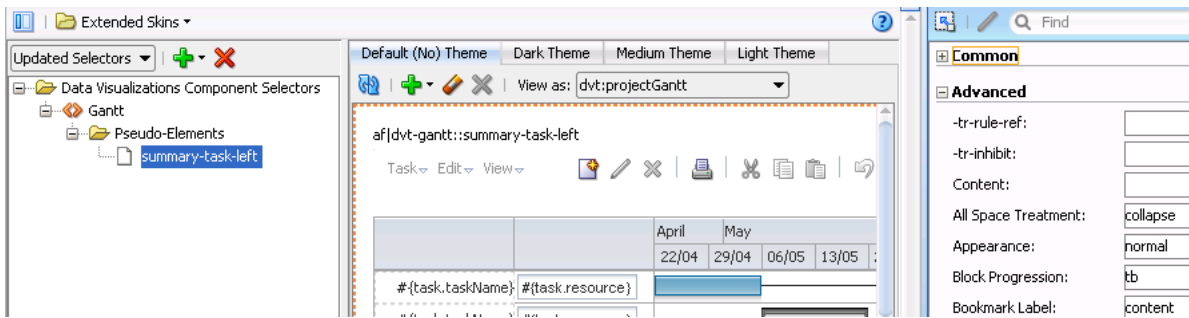 Extended Skins
Updated Selectors
Data Visualizations Component Selectors
Gantt
Pseudo-Elements
summary-task-left
Default (No) Theme Dark Theme Medium Theme Light Theme
View as: dvt:projectGantt
af|dvt-gantt::summary-task-left
Task Edit View
April May
22/04 29/04 06/05 13/05
#{task.taskName} #{task.resource}
Find
Common
Advanced
-tr-rule-ref:
-tr-inhibit:
Content:
All Space Treatment: collapse
Appearance: normal
Block Progression: tb
Bookmark Label: content